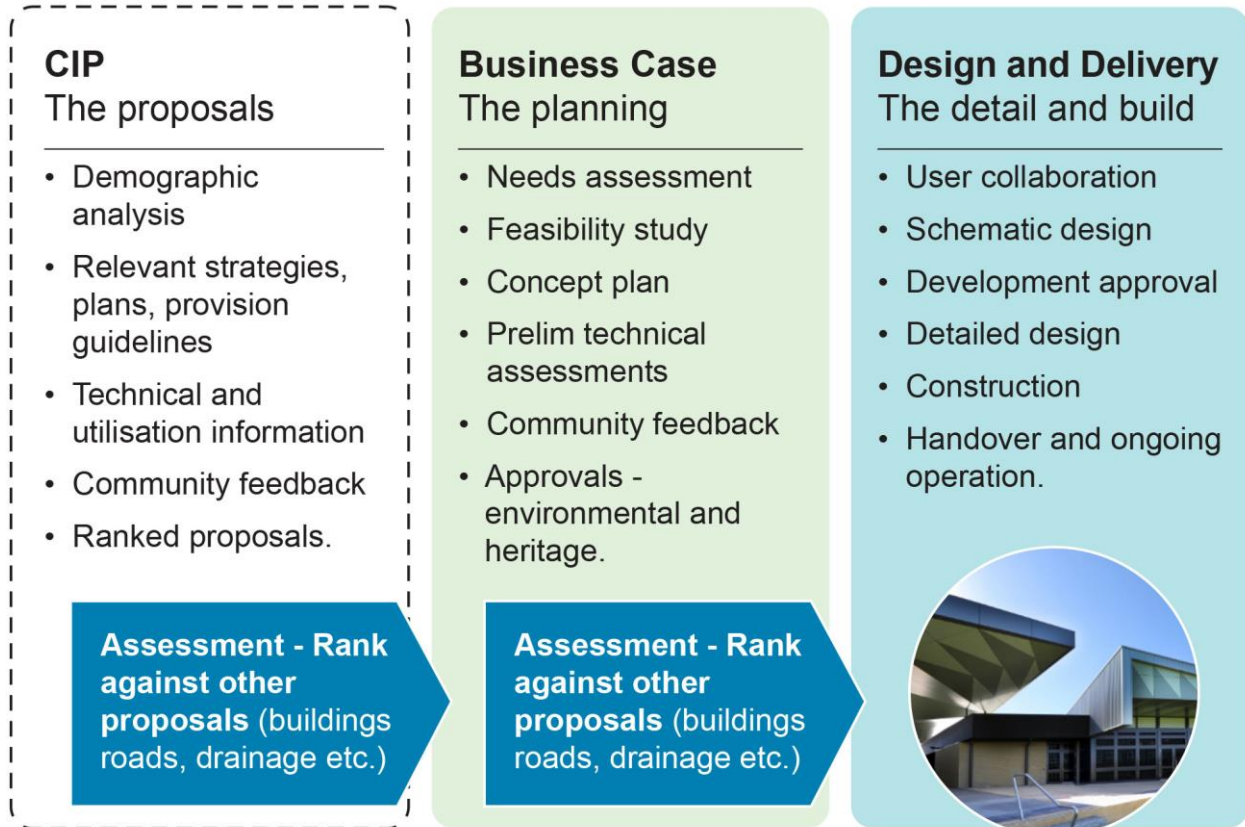 CIP
The proposals
• Demographic
analysis
• Relevant strategies,
plans, provision
guidelines
• Technical and
utilisation information
• Community feedback
• Ranked proposals.
Assessment - Rank
against other
proposals (buildings
roads, drainage etc.)
Business Case
The planning
• Needs assessment
• Feasibility study
• Concept plan
• Prelim technical
assessments
• Community feedback
• Approvals -
environmental and
heritage.
Assessment - Rank
against other
proposals (buildings
roads, drainage etc.)
Design and Delivery
The detail and build
• User collaboration
• Schematic design
• Development approval
• Detailed design
• Construction
• Handover and ongoing
operation.